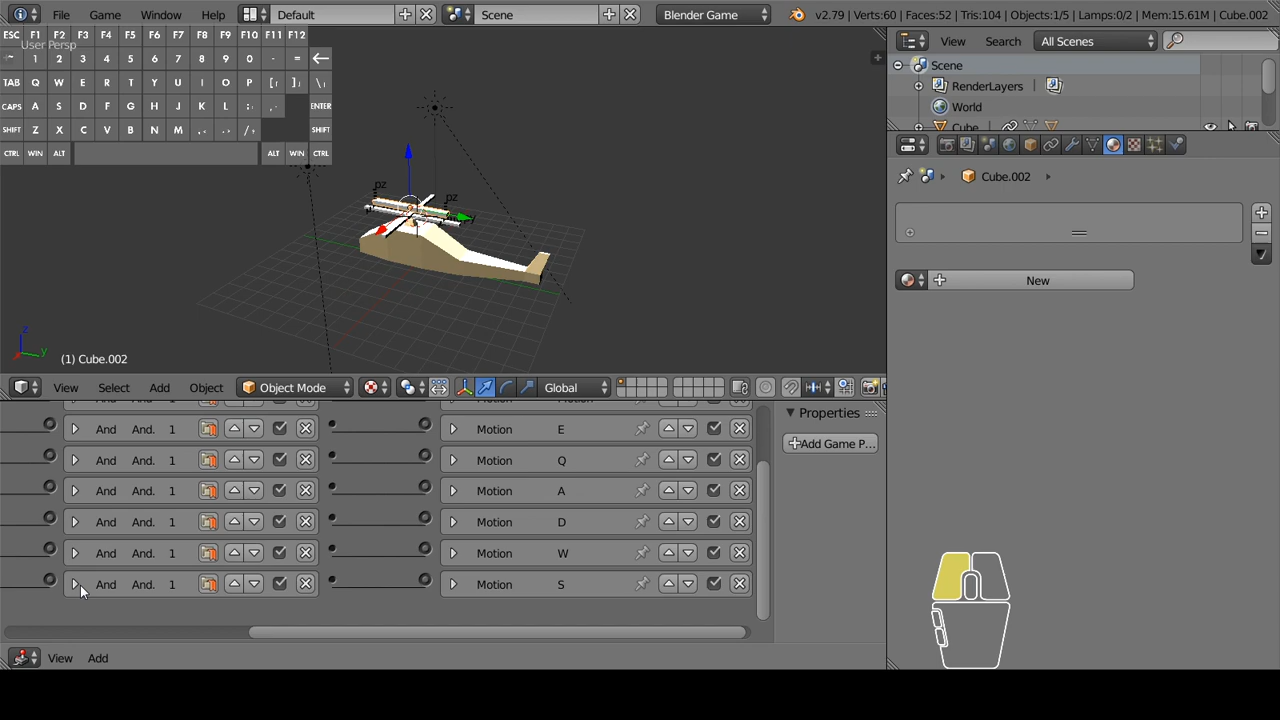 File Game Window Help Default Scene Blender Game v2.79 | Verts:60 | Faces:52 | Tris:104 | Objects:1/5 | Lamps:0/2 | Mem:15.61M | Cube.002
ESC F1 F2 F3 F4 F5 F6 F7 F8 F9 F10 F11 F12
User Persp
1 2 3 4 5 6 7 8 9 0 - =
TAB Q W E R T Y U I O P [ ] \
CAPS A S D F G H J K L ; ENTER
SHIFT Z X C V B N M , . / SHIFT
CTRL WIN ALT ALT WIN CTRL
pz pz
z
y
(1) Cube.002
View Select Add Object Object Mode Global
And And. 1 Motion E
And And. 1 Motion Q
And And. 1 Motion A
And And. 1 Motion D
And And. 1 Motion W
And And. 1 Motion S
Properties
Add Game P...
View Add
View Search All Scenes
Scene
RenderLayers
World
Cube
Cube.002
New